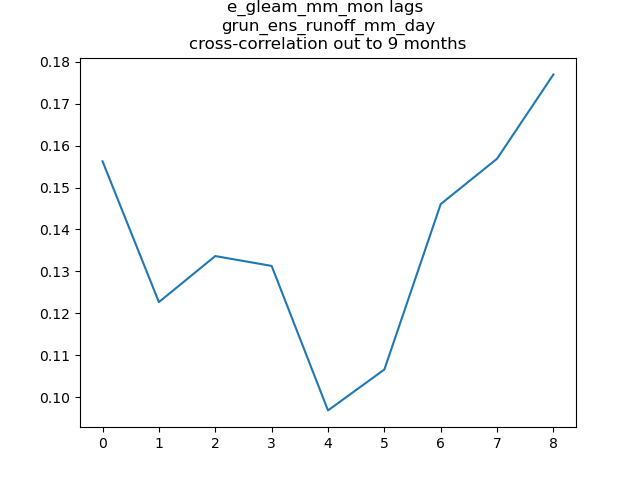 e_gleam_mm_mon lags
grun_ens_runoff_mm_day
cross-correlation out to 9 months
0.18
0.17
0.16
0.15
0.14
0.13
0.12
0.11
0.10
0 1 2 3 4 5 6 7 8